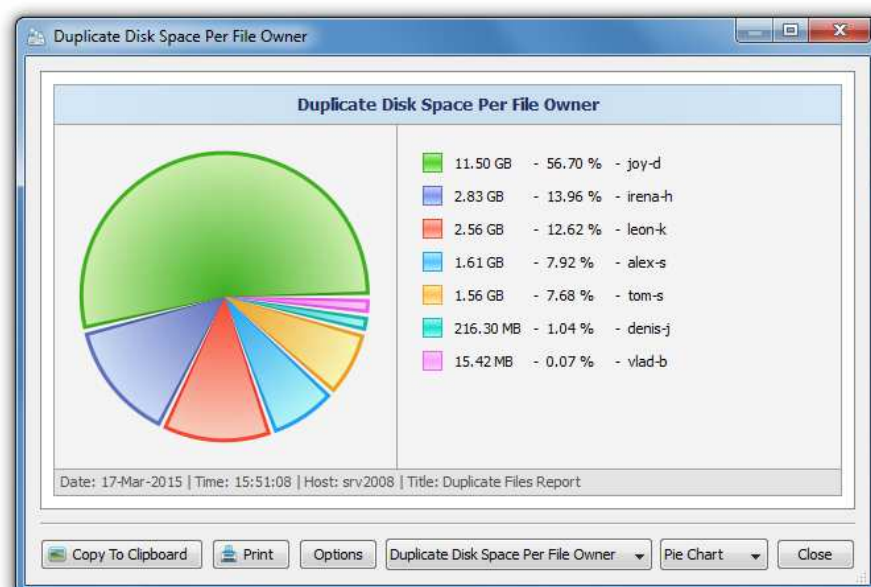 Duplicate Disk Space Per File Owner
Duplicate Disk Space Per File Owner
11.50 GB - 56.70 % - joy-d
2.83 GB - 13.96 % - irena-h
2.56 GB - 12.62 % - leon-k
1.61 GB - 7.92 % - alex-s
1.56 GB - 7.68 % - tom-s
216.30 MB - 1.04 % - denis-j
15.42 MB - 0.07 % - vlad-b
Date: 17-Mar-2015 | Time: 15:51:08 | Host: srv2008 | Title: Duplicate Files Report
Copy To Clipboard Print Options Duplicate Disk Space Per File Owner Pie Chart Close